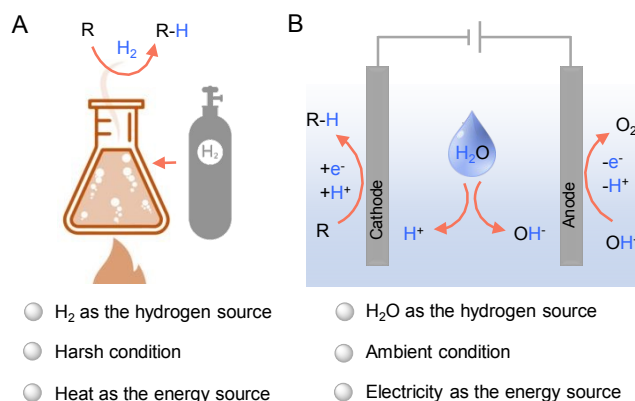 A
R
H₂
R-H
H₂
H₂ as the hydrogen source
Harsh condition
Heat as the energy source
B
R-H
+e⁻
+H⁺
R
Cathode
H₂O
H⁺
OH⁻
Anode
O₂
-e⁻
-H⁺
OH⁻
H₂O as the hydrogen source
Ambient condition
Electricity as the energy source